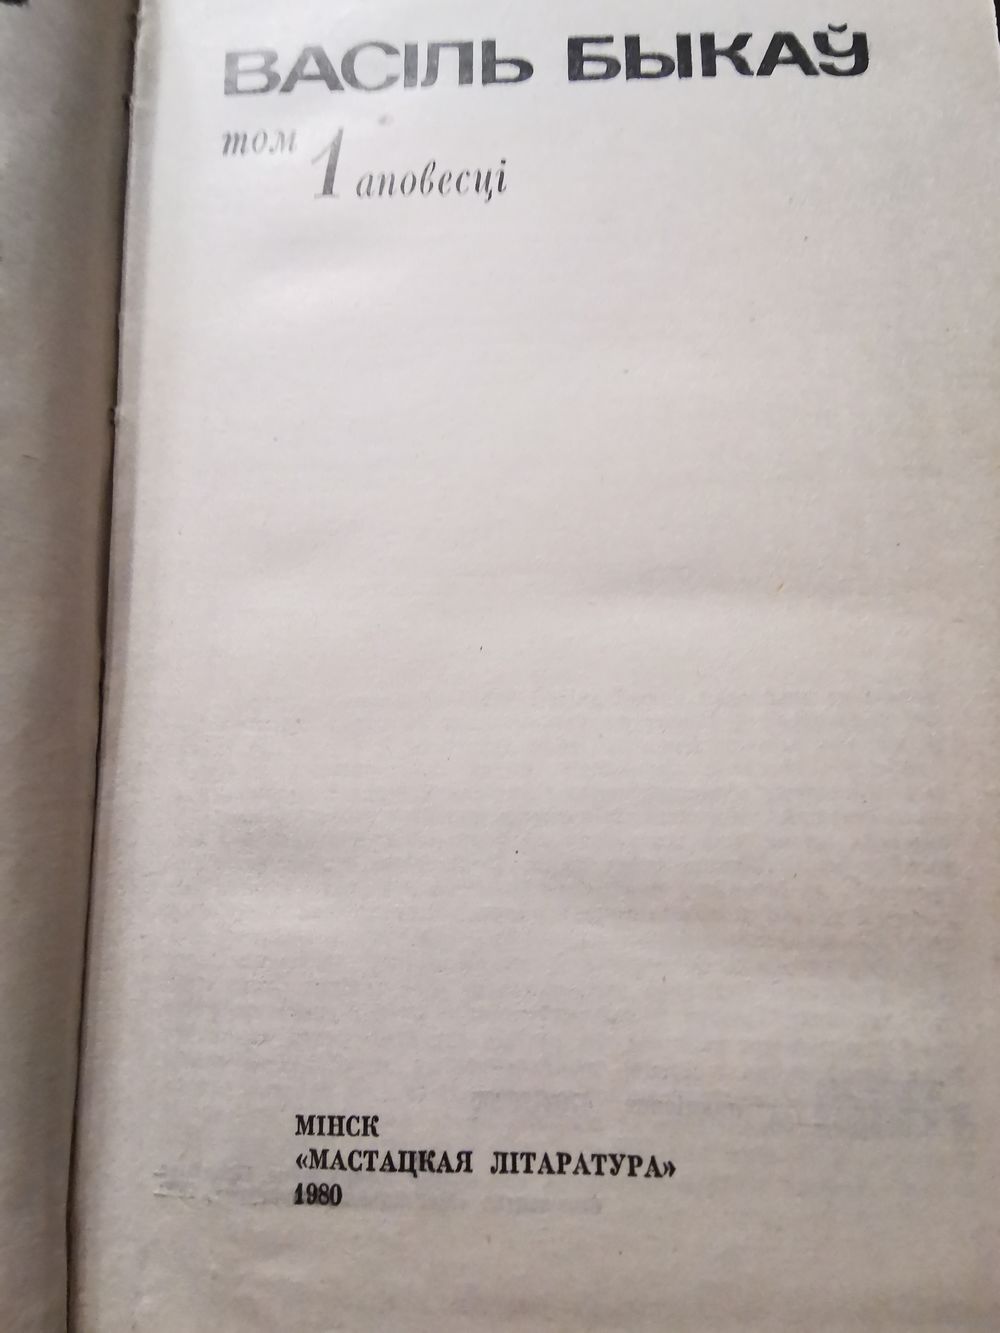 ВАСІЛЬ БЫКАЎ
том 1 аповесці
МІНСК
«МАСТАЦКАЯ ЛІТАРАТУРА»
1980